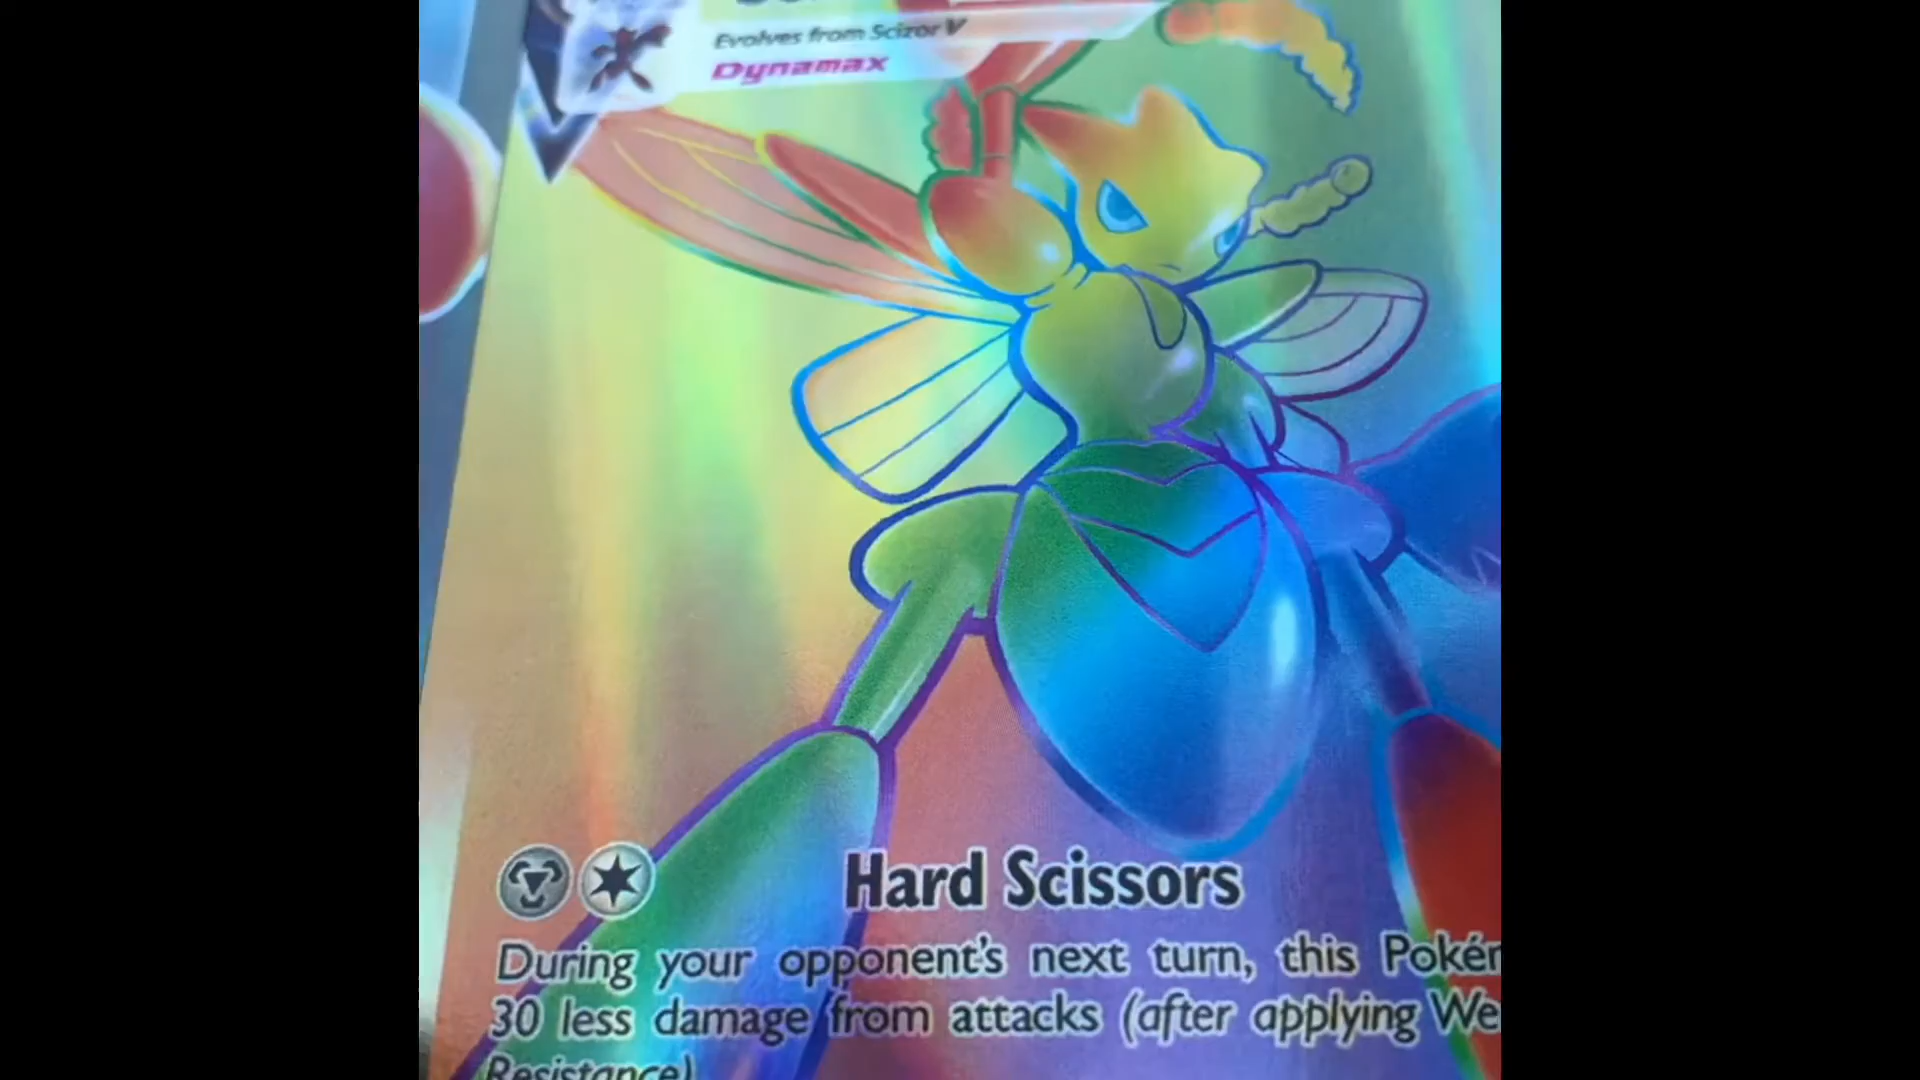 Evolves from Scizor V
Dynamax
Hard Scissors
During your opponent's next turn, this Pokém
30 less damage from attacks (after applying We
Resistance)